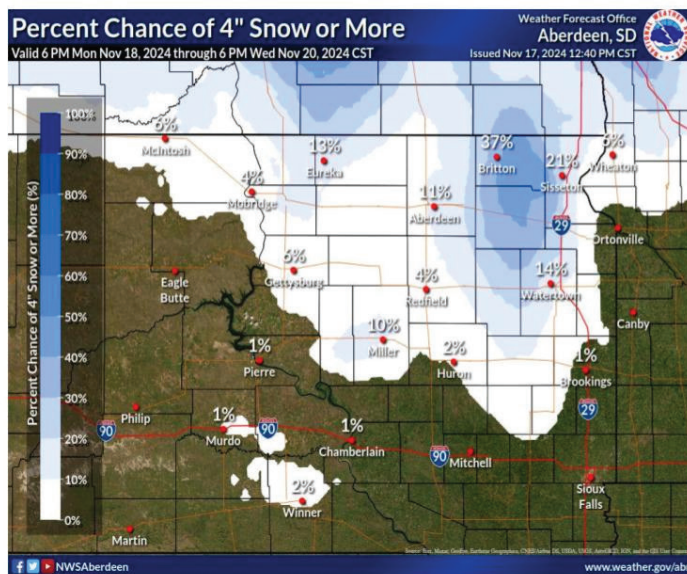 Percent Chance of 4" Snow or More
Valid 6 PM Mon Nov 18, 2024 through 6 PM Wed Nov 20, 2024 CST
Weather Forecast Office
Aberdeen, SD
Issued Nov 17, 2024 12:40 PM CST
Percent Chance of 4" Snow or More (%)
100%
90%
80%
70%
60%
50%
40%
30%
20%
10%
0%
6%
McIntosh
13%
Eureka
37%
Britton
21%
Sisseton
Wheaton
4%
Mobridge
11%
Aberdeen
29
Ortonville
Eagle
Butte
6%
Gettysburg
4%
Redfield
14%
Watertown
Canby
10%
Miller
2%
Huron
1%
Pierre
1%
Brookings
Philip
90
1%
Murdo
90
1%
Chamberlain
90
Mitchell
29
Sioux
Falls
2%
Winner
Martin
NWSAberdeen
www.weather.gov/abr